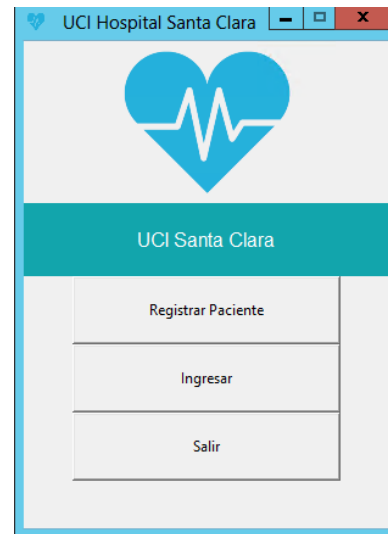 UCI Hospital Santa Clara
UCI Santa Clara
Registrar Paciente
Ingresar
Salir